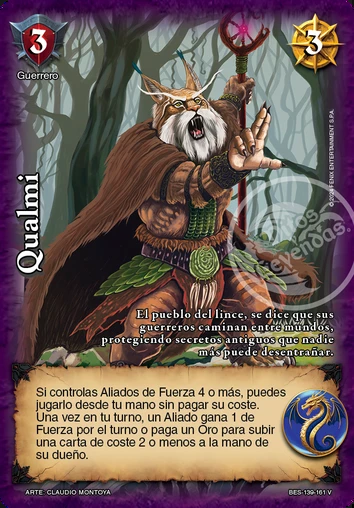 3
3
Guerrero
© 2023 FENIX ENTERTAINMENT S.P.A.
Qualmi
Mitos y Leyendas.
El pueblo del lince, se dice que sus
guerreros caminan entre mundos,
protegiendo secretos antiguos que nadie
más puede desentrañar.
Si controlas Aliados de Fuerza 4 o más, puedes
jugarlo desde tu mano sin pagar su coste.
Una vez en tu turno, un Aliado gana 1 de
Fuerza por el turno o paga un Oro para subir
una carta de coste 2 o menos a la mano de
su dueño.
ARTE: CLAUDIO MONTOYA
BES-139-161 V